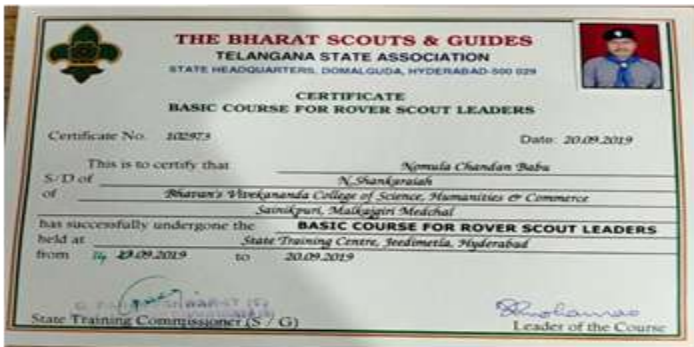 THE BHARAT SCOUTS & GUIDES
TELANGANA STATE ASSOCIATION
STATE HEADQUARTERS, DOMALGUDA, HYDERABAD-500 029
CERTIFICATE
BASIC COURSE FOR ROVER SCOUT LEADERS
Certificate No. 102973 Date: 20.09.2019
This is to certify that Nomula Chandan Babu
S/D of N.Shankaraiah
of Bhavan's Vivekananda College of Science, Humanities & Commerce
Sainikpuri, Malkajgiri Medchal
has successfully undergone the BASIC COURSE FOR ROVER SCOUT LEADERS
held at State Training Centre, Jeedimetla, Hyderabad
from .09.2019 to 20.09.2019
State Training Commissioner (S / G) Leader of the Course